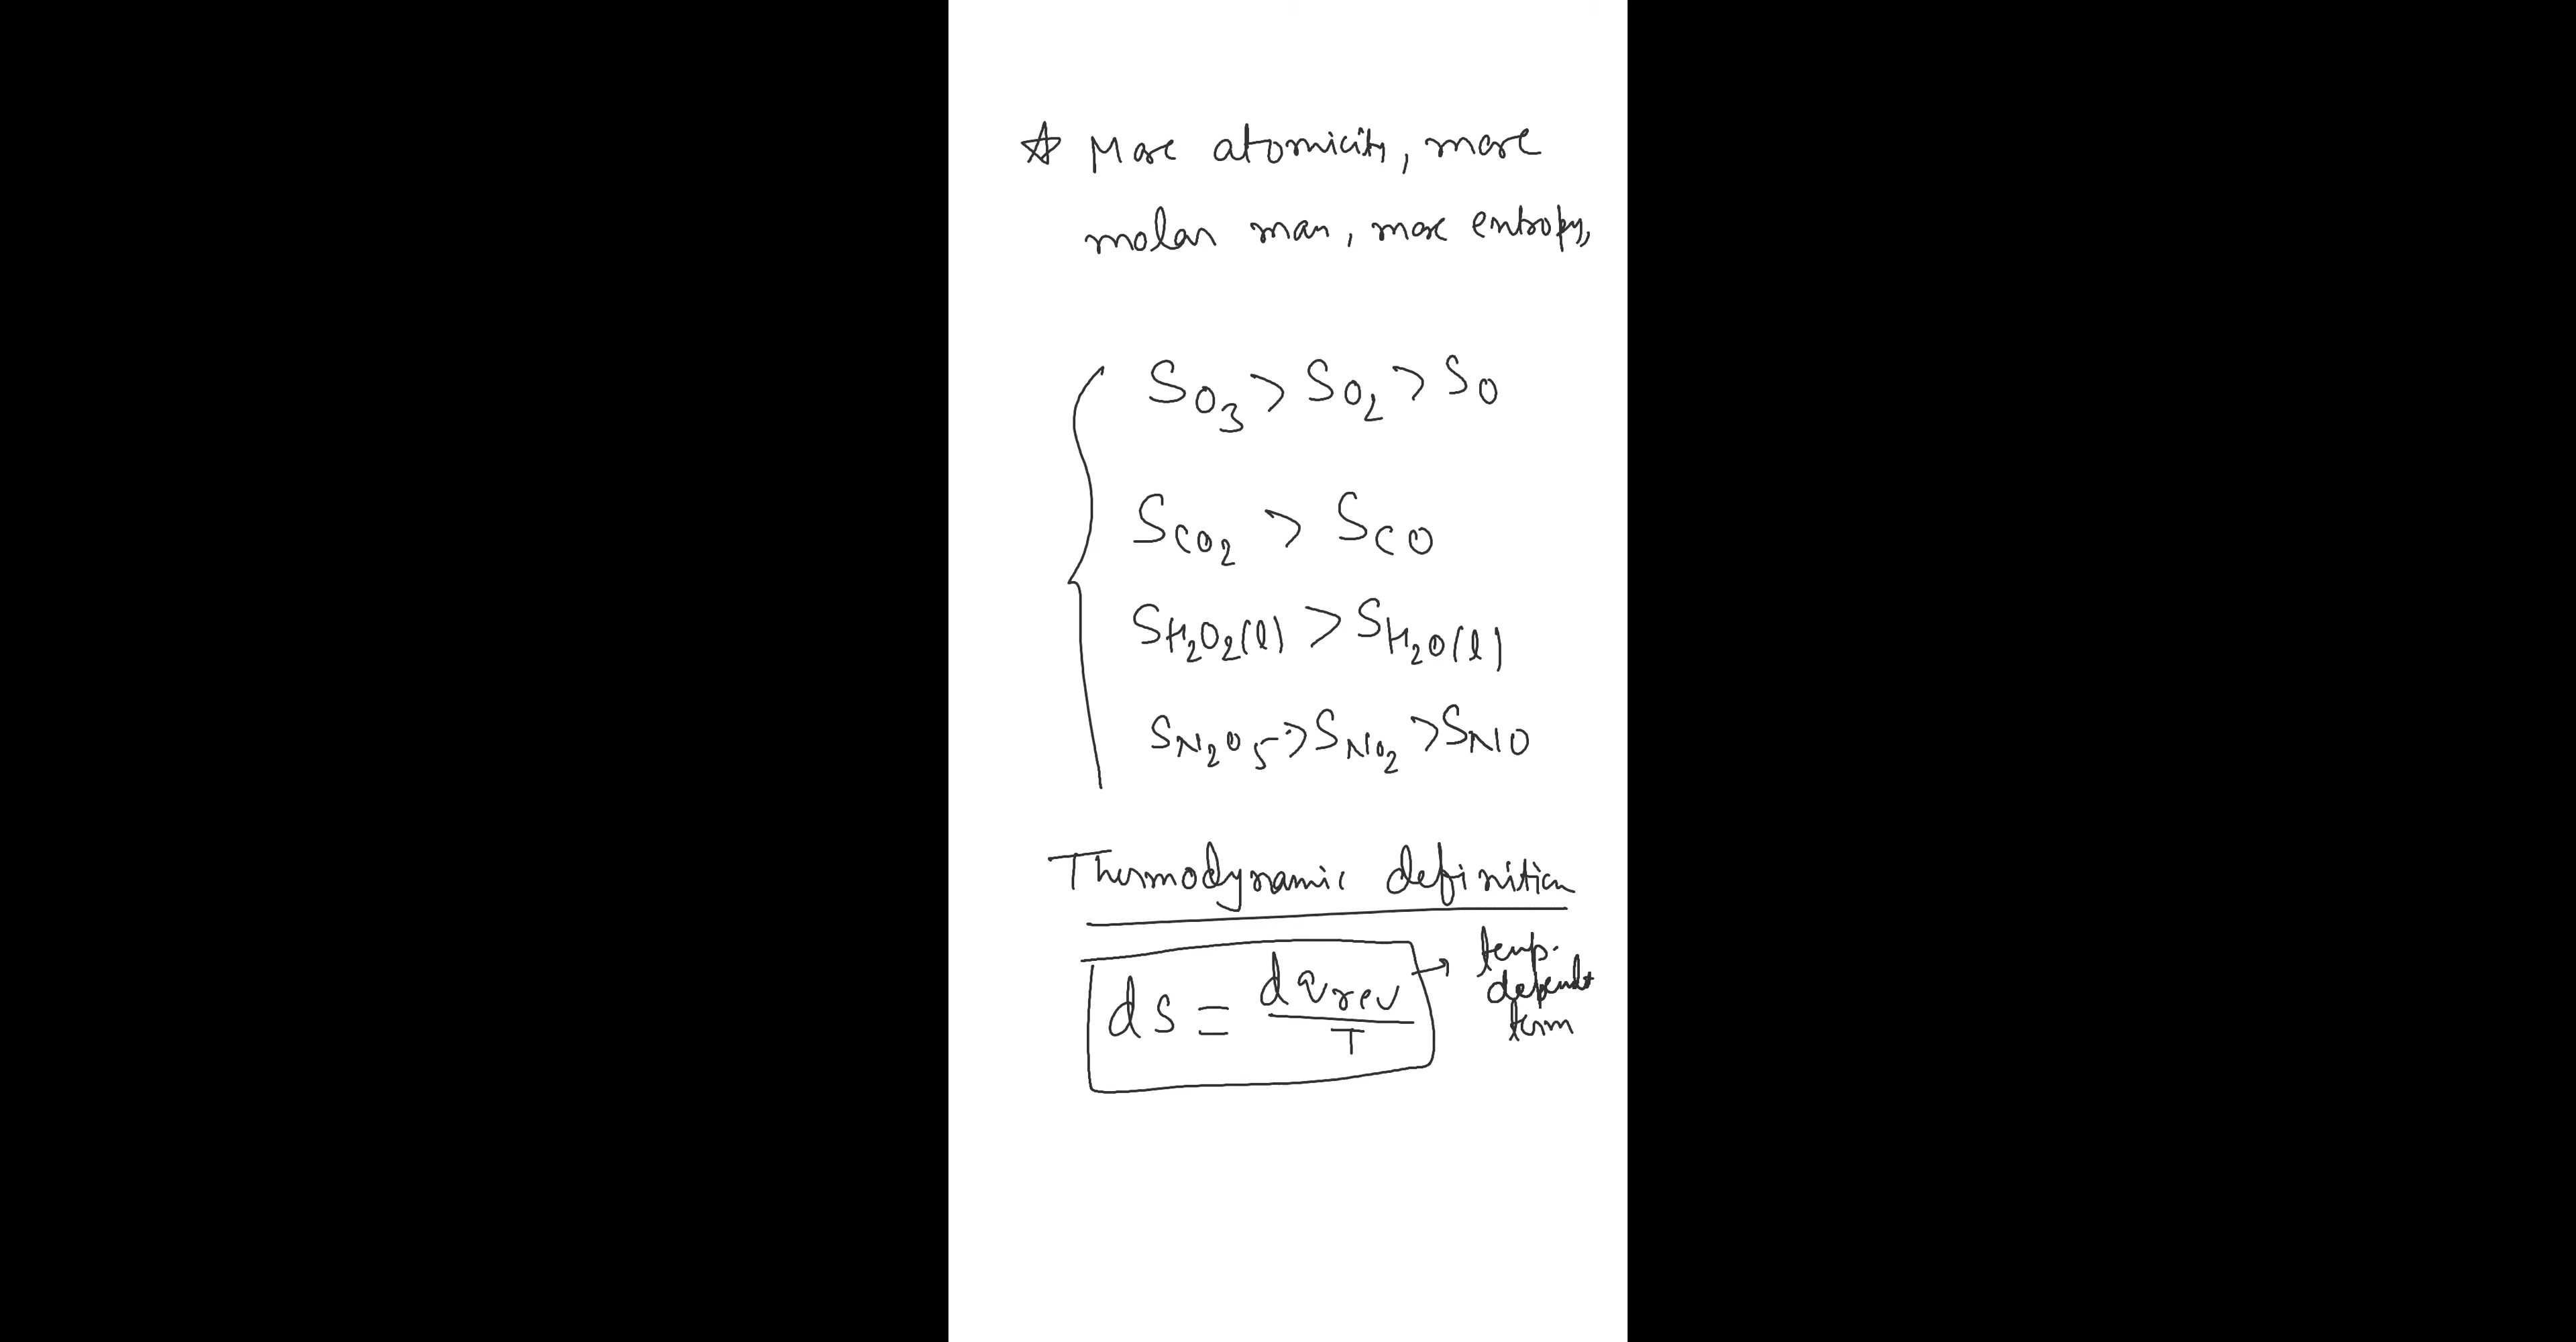 ☆ More atomicity, more
molar mass, more entropy,
S_O₃ > S_O₂ > S_O
S_CO₂ > S_CO
S_H₂O₂(l) > S_H₂O(l)
S_N₂O₅ > S_NO₂ > S_NO
Thermodynamic definition
dS = dq_rev / T → temp. dependt term